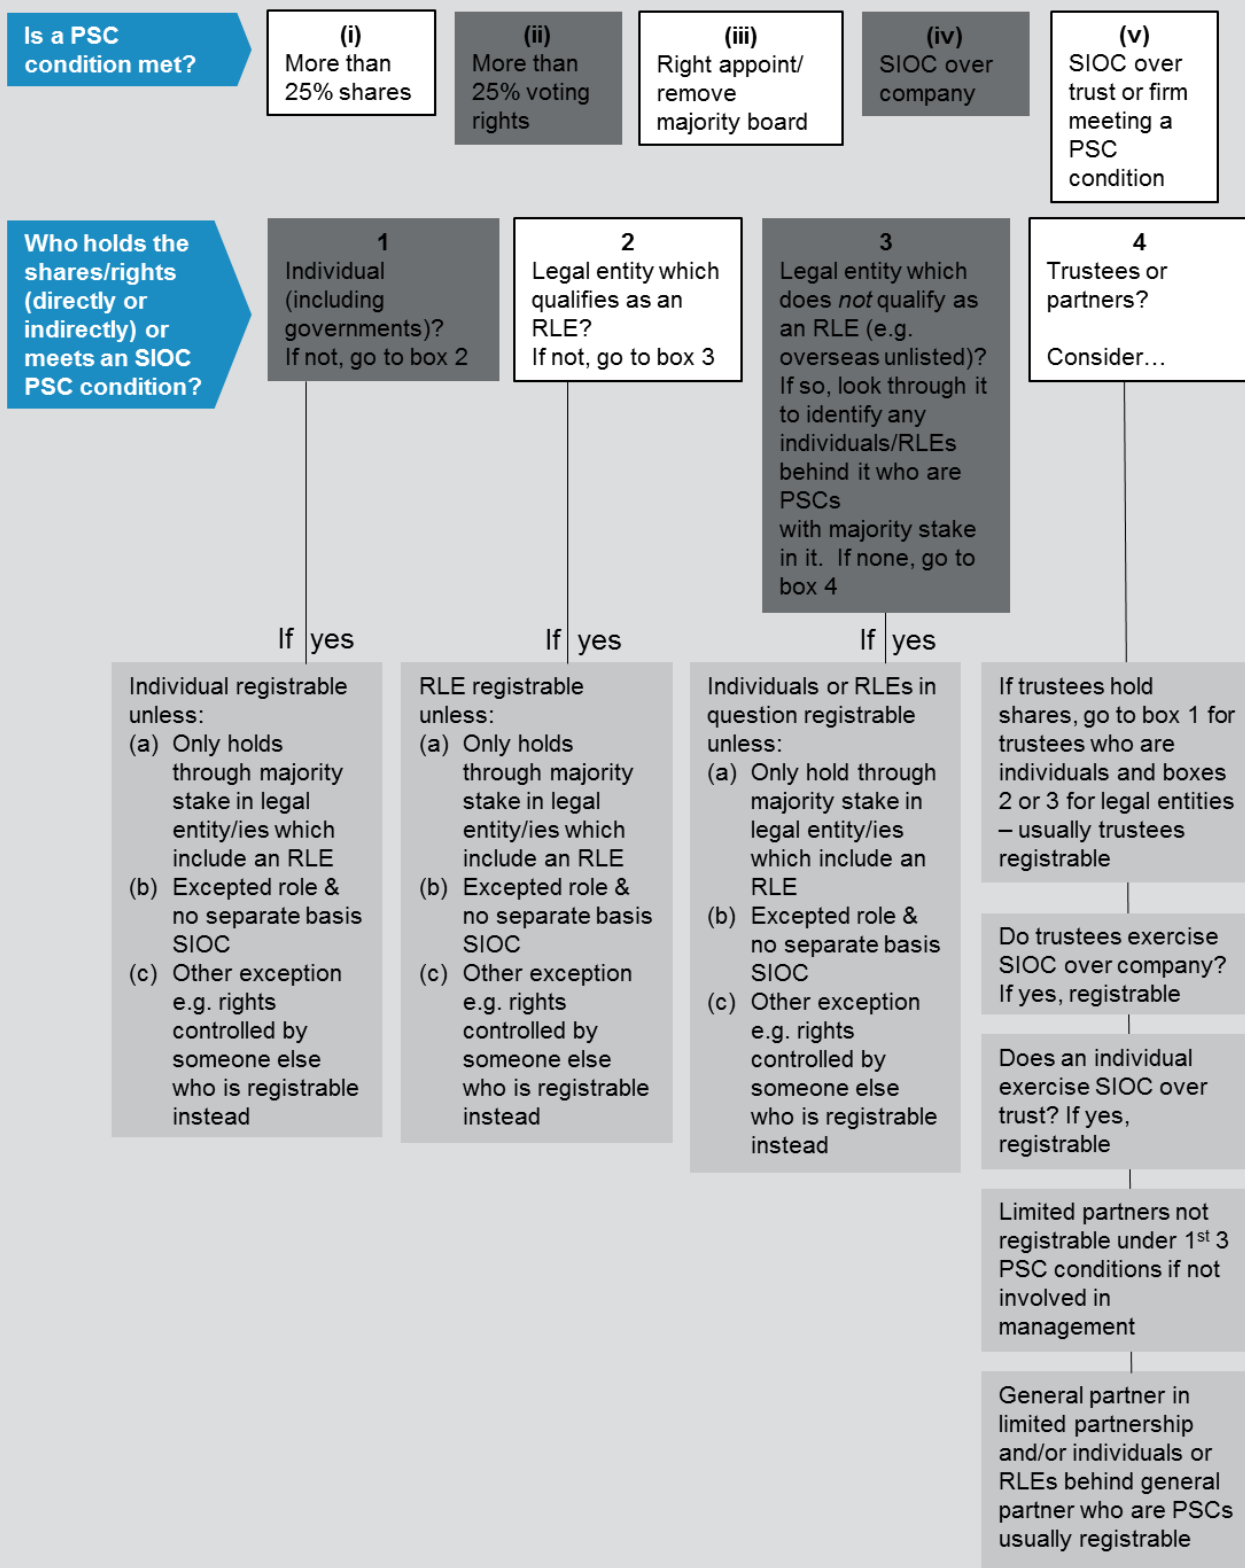 Is a PSC
condition met?
(i)
More than
25% shares
(ii)
More than
25% voting
rights
(iii)
Right appoint/
remove
majority board
(iv)
SIOC over
company
(v)
SIOC over
trust or firm
meeting a
PSC
condition
Who holds the
shares/rights
(directly or
indirectly) or
meets an SIOC
PSC condition?
1
Individual
(including
governments)?
If not, go to box 2
2
Legal entity which
qualifies as an
RLE?
If not, go to box 3
3
Legal entity which
does not qualify as
an RLE (e.g.
overseas unlisted)?
If so, look through it
to identify any
individuals/RLEs
behind it who are
PSCs
with majority stake
in it. If none, go to
box 4
4
Trustees or
partners?
Consider…
If yes
If yes
If yes
Individual registrable
unless:
(a) Only holds
through majority
stake in legal
entity/ies which
include an RLE
(b) Excepted role &
no separate basis
SIOC
(c) Other exception
e.g. rights
controlled by
someone else
who is registrable
instead
RLE registrable
unless:
(a) Only holds
through majority
stake in legal
entity/ies which
include an RLE
(b) Excepted role &
no separate basis
SIOC
(c) Other exception
e.g. rights
controlled by
someone else
who is registrable
instead
Individuals or RLEs in
question registrable
unless:
(a) Only hold through
majority stake in
legal entity/ies
which include an
RLE
(b) Excepted role &
no separate basis
SIOC
(c) Other exception
e.g. rights
controlled by
someone else
who is registrable
instead
If trustees hold
shares, go to box 1 for
trustees who are
individuals and boxes
2 or 3 for legal entities
– usually trustees
registrable
Do trustees exercise
SIOC over company?
If yes, registrable
Does an individual
exercise SIOC over
trust? If yes,
registrable
Limited partners not
registrable under 1st 3
PSC conditions if not
involved in
management
General partner in
limited partnership
and/or individuals or
RLEs behind general
partner who are PSCs
usually registrable